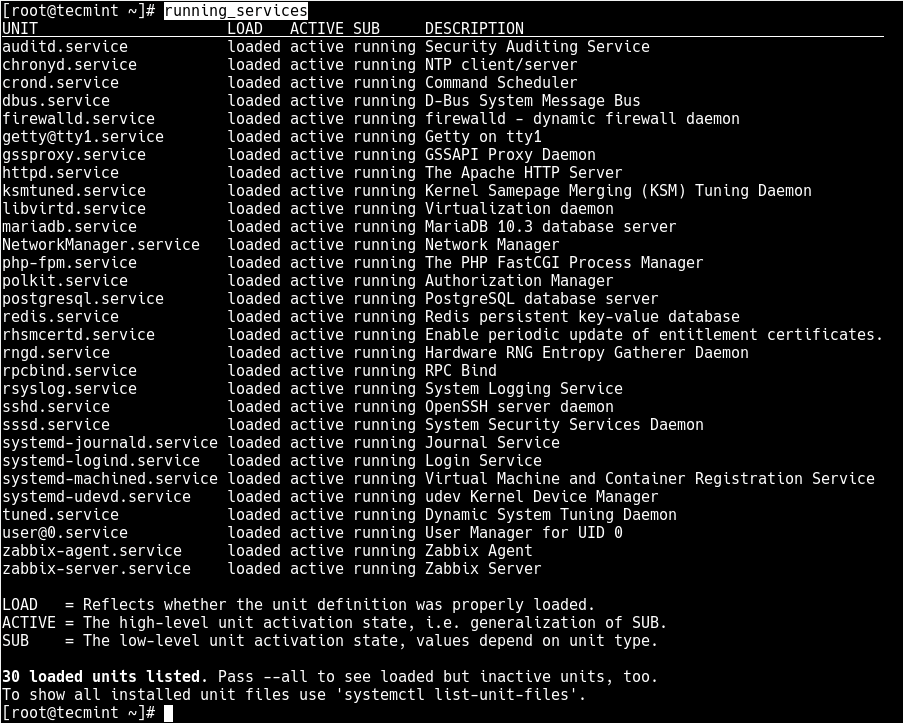 [root@tecmint ~]# running_services
UNIT                     LOAD   ACTIVE SUB     DESCRIPTION
auditd.service           loaded active running Security Auditing Service
chronyd.service          loaded active running NTP client/server
crond.service            loaded active running Command Scheduler
dbus.service             loaded active running D-Bus System Message Bus
firewalld.service        loaded active running firewalld - dynamic firewall daemon
getty@tty1.service       loaded active running Getty on tty1
gssproxy.service         loaded active running GSSAPI Proxy Daemon
httpd.service            loaded active running The Apache HTTP Server
ksmtuned.service         loaded active running Kernel Samepage Merging (KSM) Tuning Daemon
libvirtd.service         loaded active running Virtualization daemon
mariadb.service          loaded active running MariaDB 10.3 database server
NetworkManager.service   loaded active running Network Manager
php-fpm.service          loaded active running The PHP FastCGI Process Manager
polkit.service           loaded active running Authorization Manager
postgresql.service       loaded active running PostgreSQL database server
redis.service            loaded active running Redis persistent key-value database
rhsmcertd.service        loaded active running Enable periodic update of entitlement certificates.
rngd.service             loaded active running Hardware RNG Entropy Gatherer Daemon
rpcbind.service          loaded active running RPC Bind
rsyslog.service          loaded active running System Logging Service
sshd.service             loaded active running OpenSSH server daemon
sssd.service             loaded active running System Security Services Daemon
systemd-journald.service loaded active running Journal Service
systemd-logind.service   loaded active running Login Service
systemd-machined.service loaded active running Virtual Machine and Container Registration Service
systemd-udevd.service    loaded active running udev Kernel Device Manager
tuned.service            loaded active running Dynamic System Tuning Daemon
user@0.service           loaded active running User Manager for UID 0
zabbix-agent.service     loaded active running Zabbix Agent
zabbix-server.service    loaded active running Zabbix Server

LOAD   = Reflects whether the unit definition was properly loaded.
ACTIVE = The high-level unit activation state, i.e. generalization of SUB.
SUB    = The low-level unit activation state, values depend on unit type.

30 loaded units listed. Pass --all to see loaded but inactive units, too.
To show all installed unit files use 'systemctl list-unit-files'.
[root@tecmint ~]#